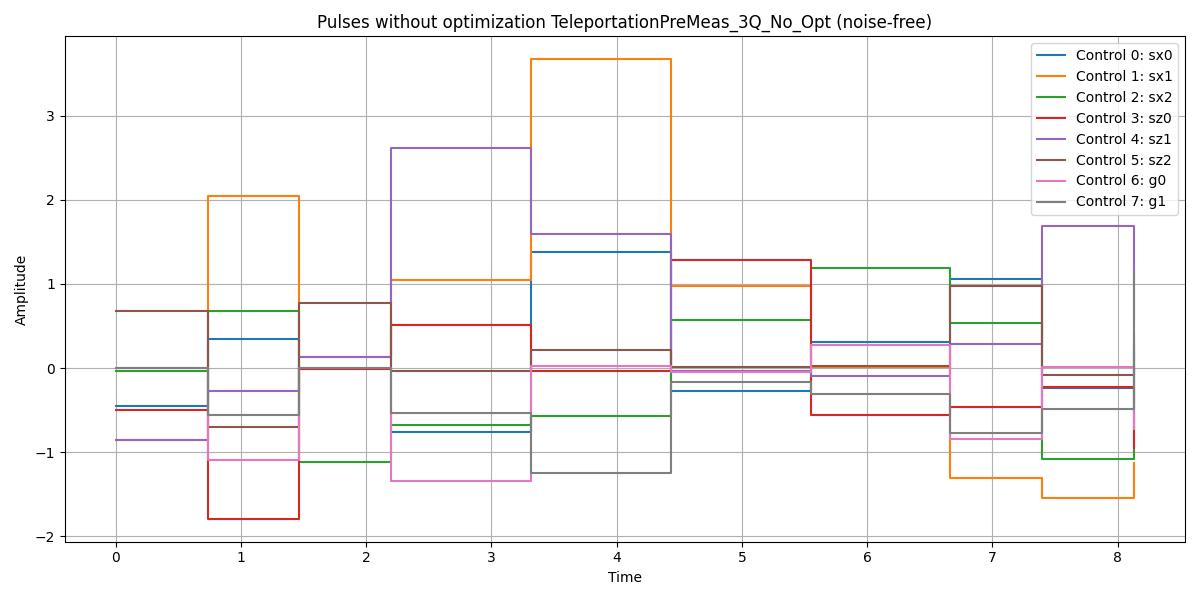 Pulses without optimization TeleportationPreMeas_3Q_No_Opt (noise-free)
Control 0: sx0
Control 1: sx1
Control 2: sx2
Control 3: sz0
Control 4: sz1
Control 5: sz2
Control 6: g0
Control 7: g1
Amplitude
3
2
1
0
−1
−2
0 1 2 3 4 5 6 7 8
Time